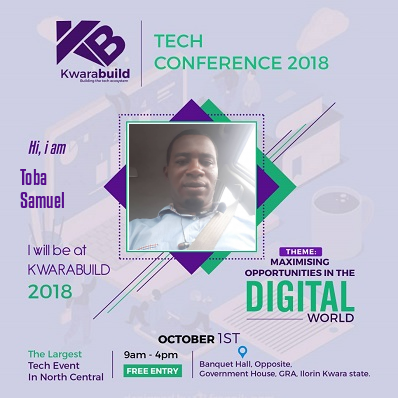 KB
Kwarabuild
Building the tech ecosystem
TECH
CONFERENCE 2018
Hi, i am
Toba
Samuel
I will be at
KWARABUILD
2018
THEME:
MAXIMISING
OPPORTUNITIES IN THE
DIGITAL
WORLD
OCTOBER 1ST
The Largest
Tech Event
In North Central
9am - 4pm
FREE ENTRY
Banquet Hall, Opposite,
Government House, GRA, Ilorin Kwara state.